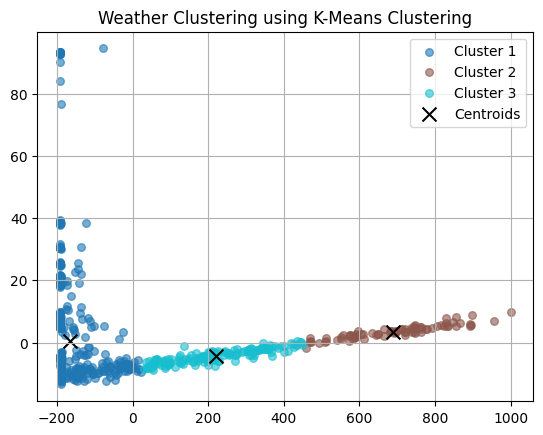 Weather Clustering using K-Means Clustering
Cluster 1
Cluster 2
Cluster 3
Centroids
80
60
40
20
0
−200 0 200 400 600 800 1000